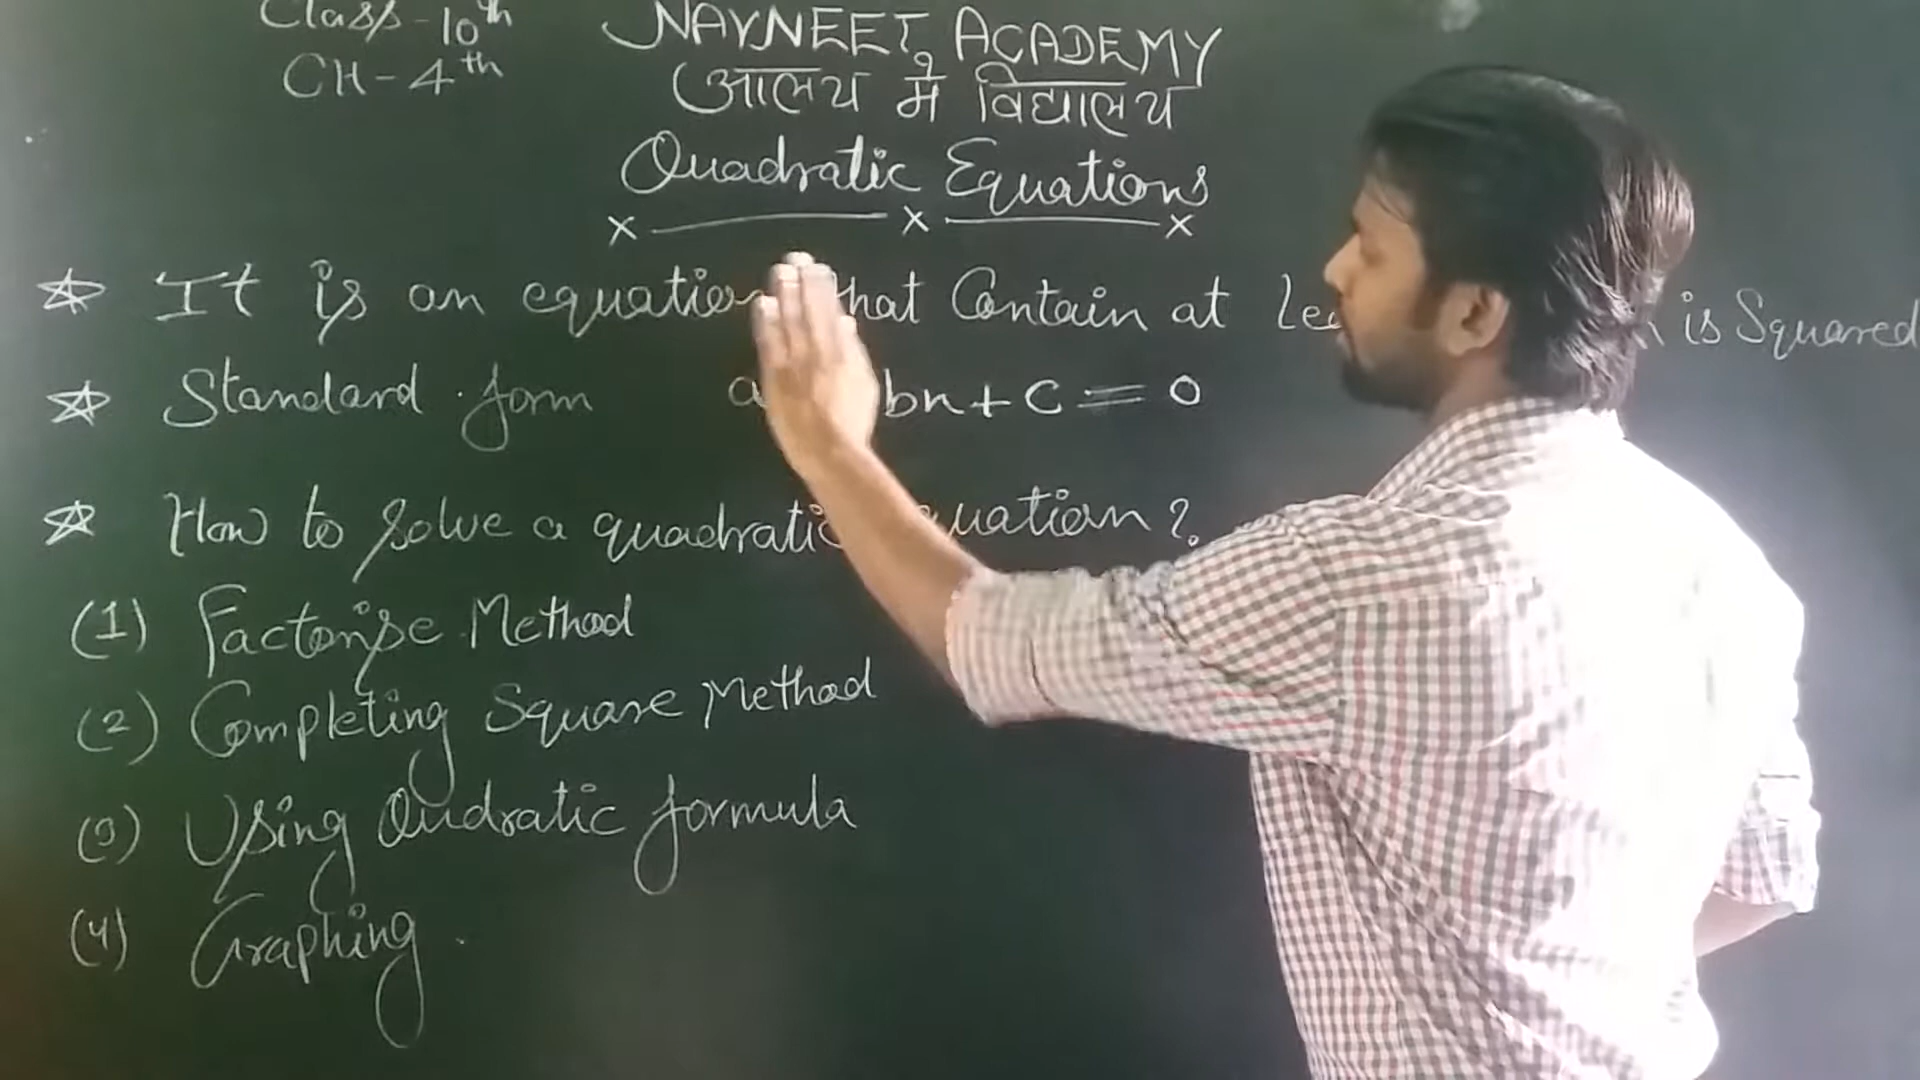 Class - 10th
CH - 4th
NAVNEET ACADEMY
आलय में विद्यालय
Quadratic Equations
x x x
☆ It is an equation that Contain at is Squared
☆ Standard form a bx + c = 0
☆ How to solve a quadratic equation?
(1) Factorise Method
(2) Completing Square Method
(3) Using Qudratic formula
(4) Graphing.